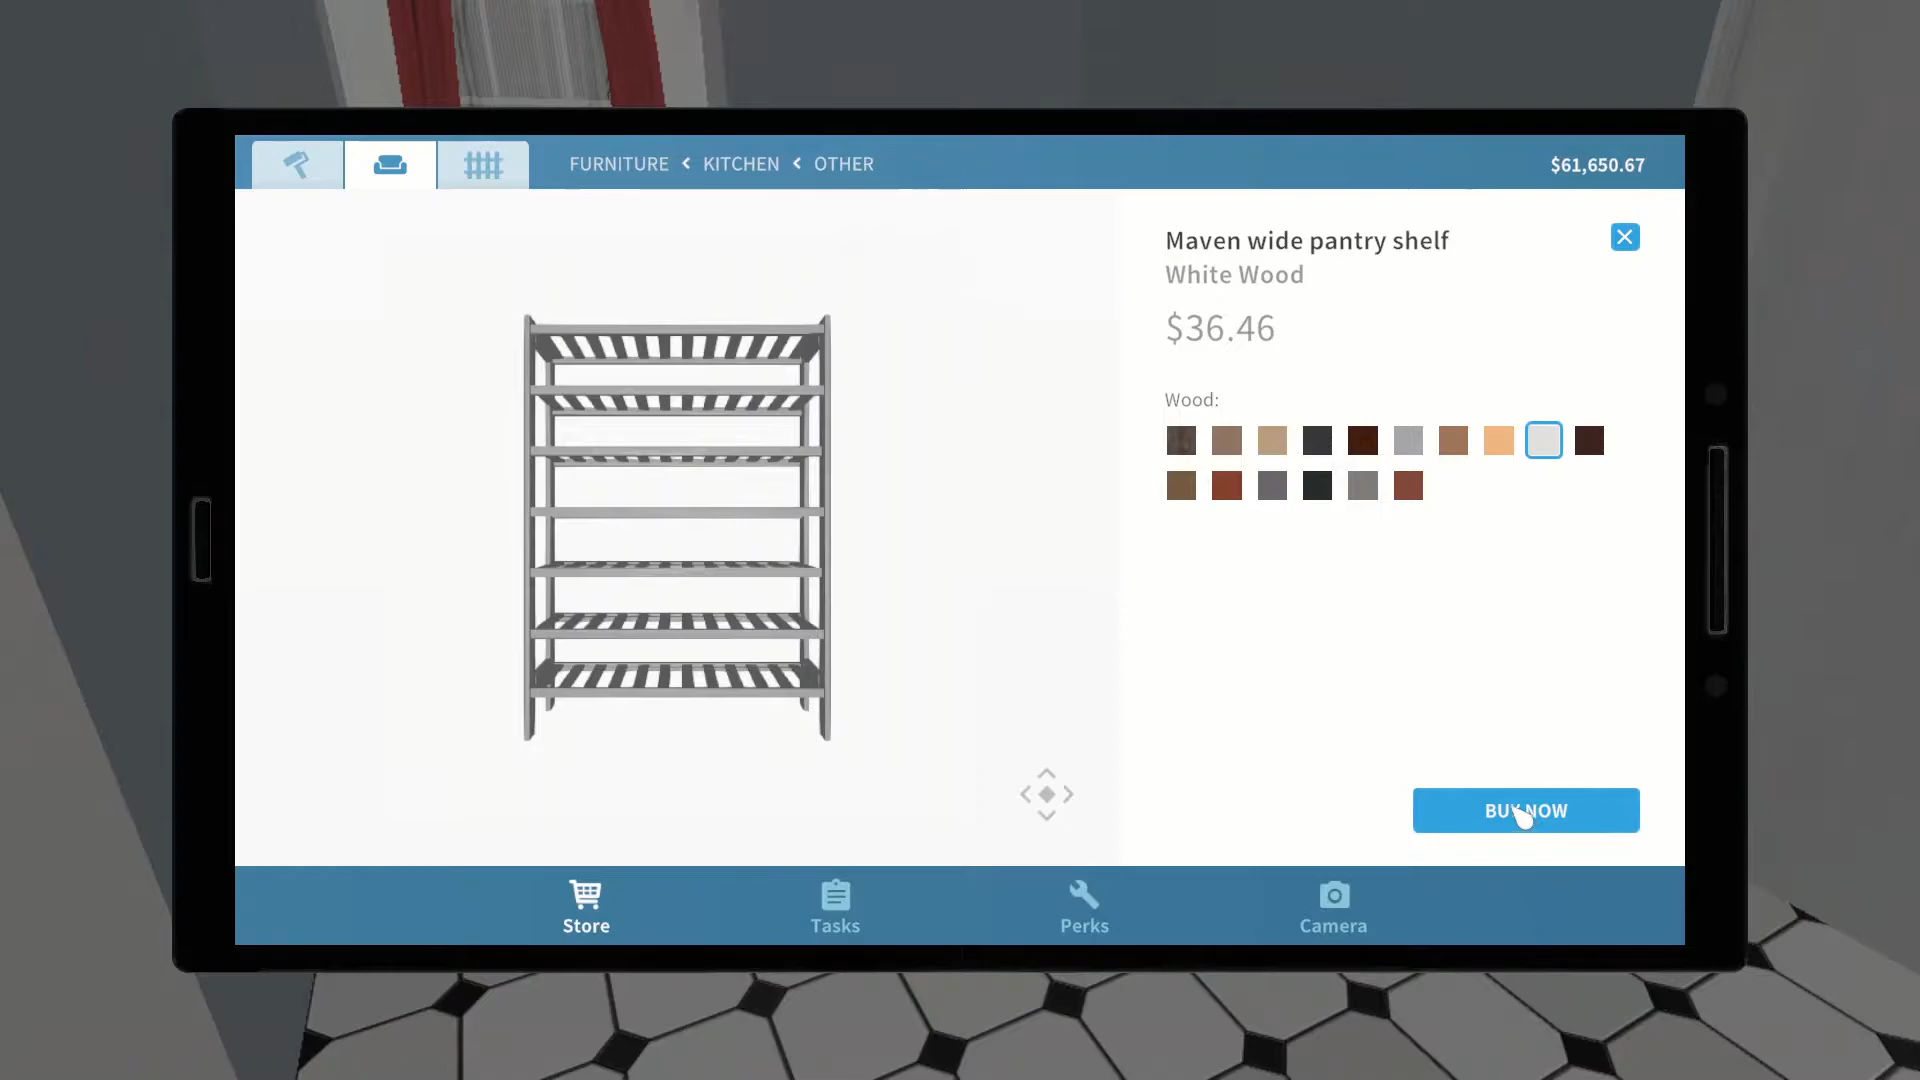 FURNITURE < KITCHEN < OTHER
$61,650.67
Maven wide pantry shelf
White Wood
$36.46
Wood:
BUY NOW
Store
Tasks
Perks
Camera